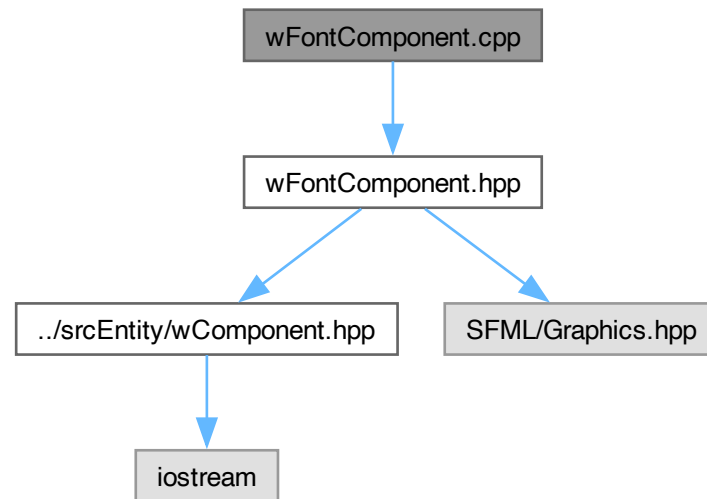 wFontComponent.cpp
wFontComponent.hpp
../srcEntity/wComponent.hpp
SFML/Graphics.hpp
iostream